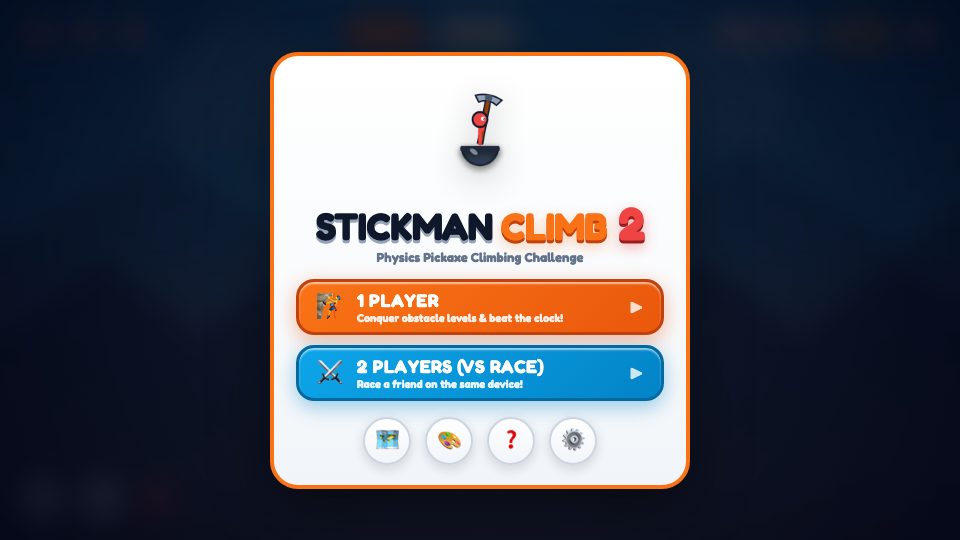 STICKMAN CLIMB 2
Physics Pickaxe Climbing Challenge
1 PLAYER
Conquer obstacle levels & beat the clock!
2 PLAYERS (VS RACE)
Race a friend on the same device!